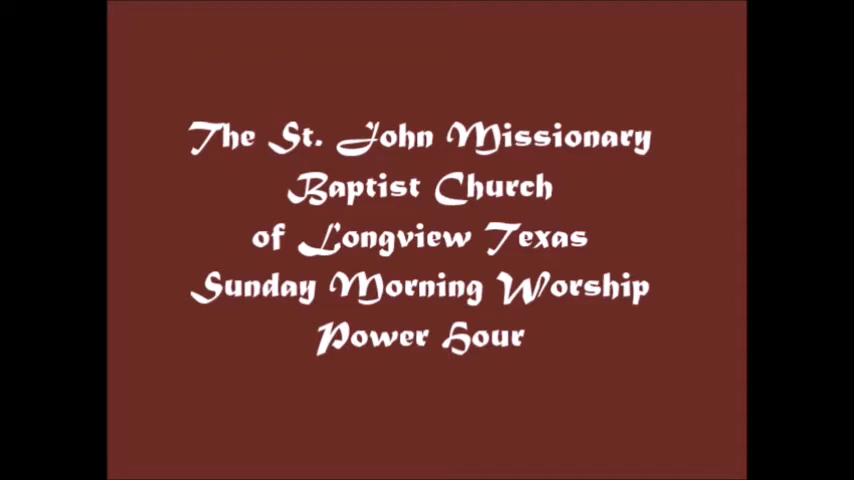 The St. John Missionary
Baptist Church
of Longview Texas
Sunday Morning Worship
Power Hour